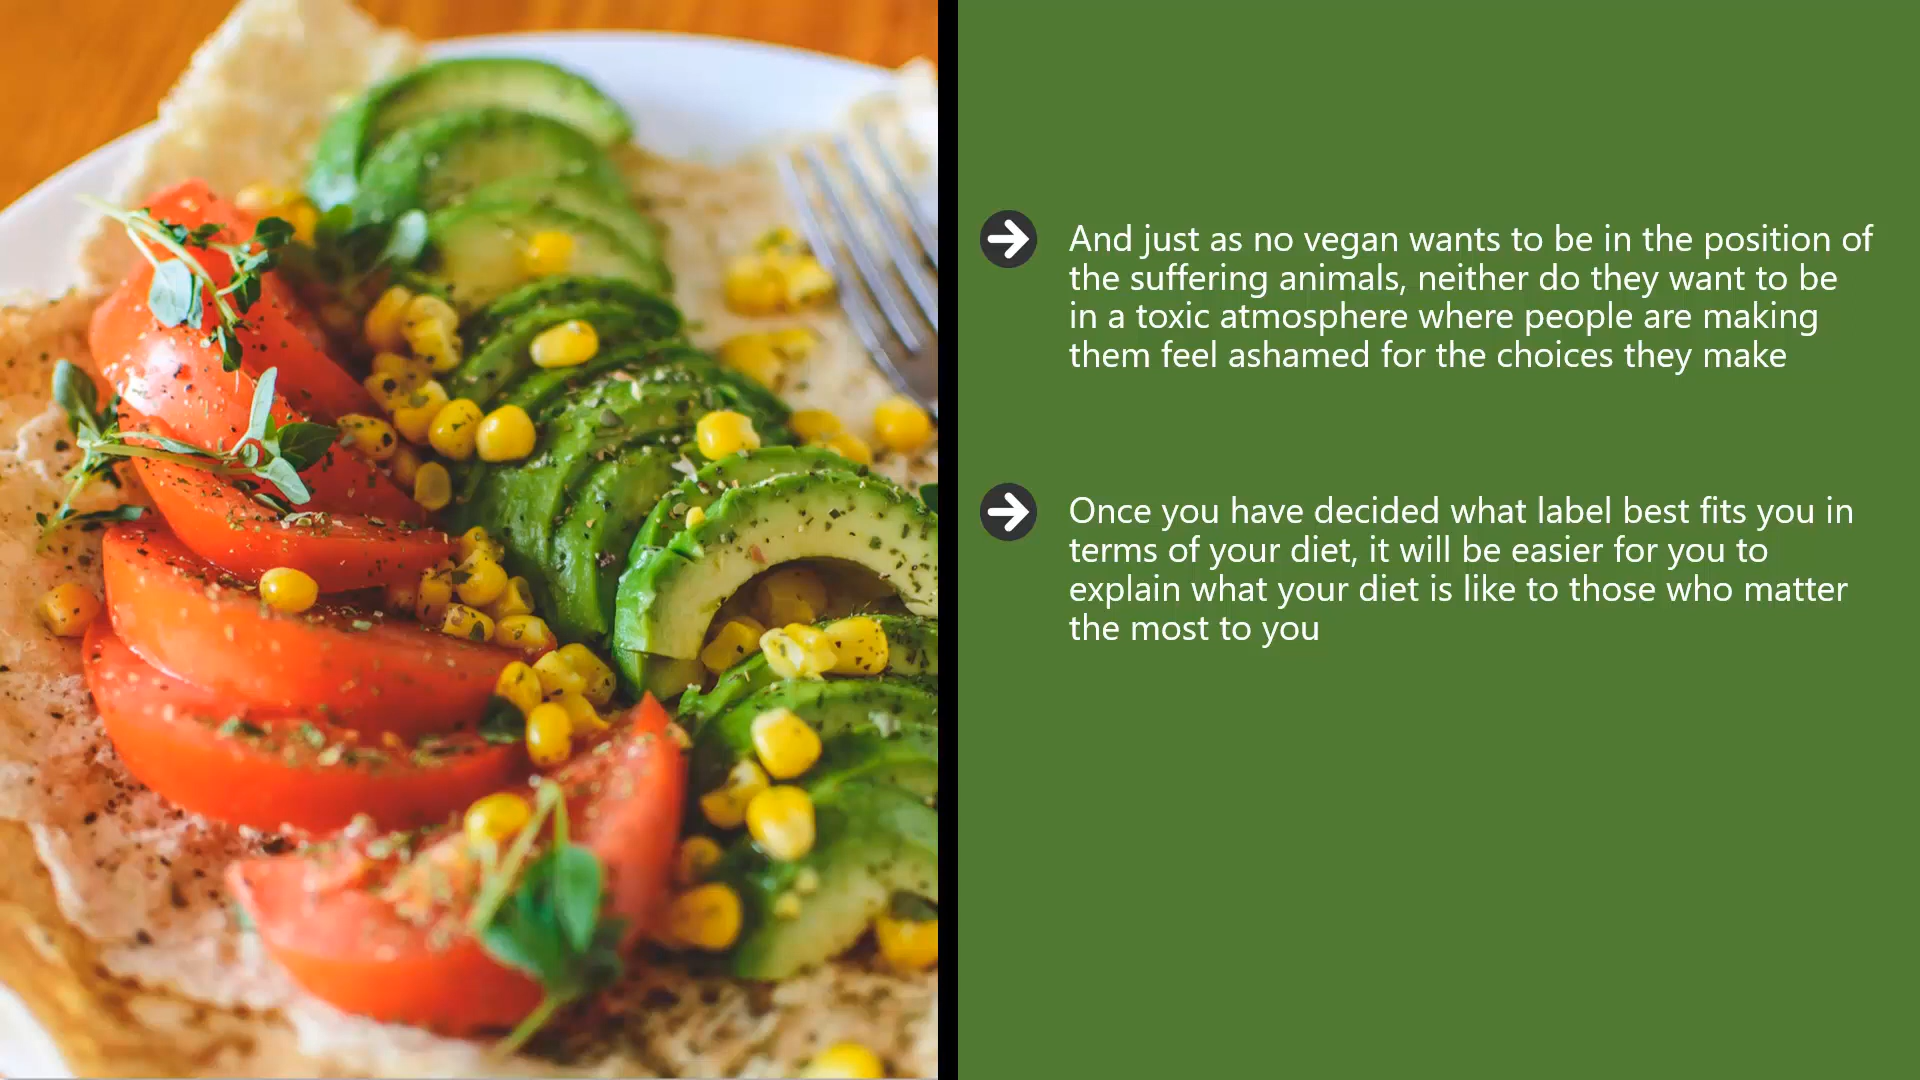 And just as no vegan wants to be in the position of
the suffering animals, neither do they want to be
in a toxic atmosphere where people are making
them feel ashamed for the choices they make
Once you have decided what label best fits you in
terms of your diet, it will be easier for you to
explain what your diet is like to those who matter
the most to you